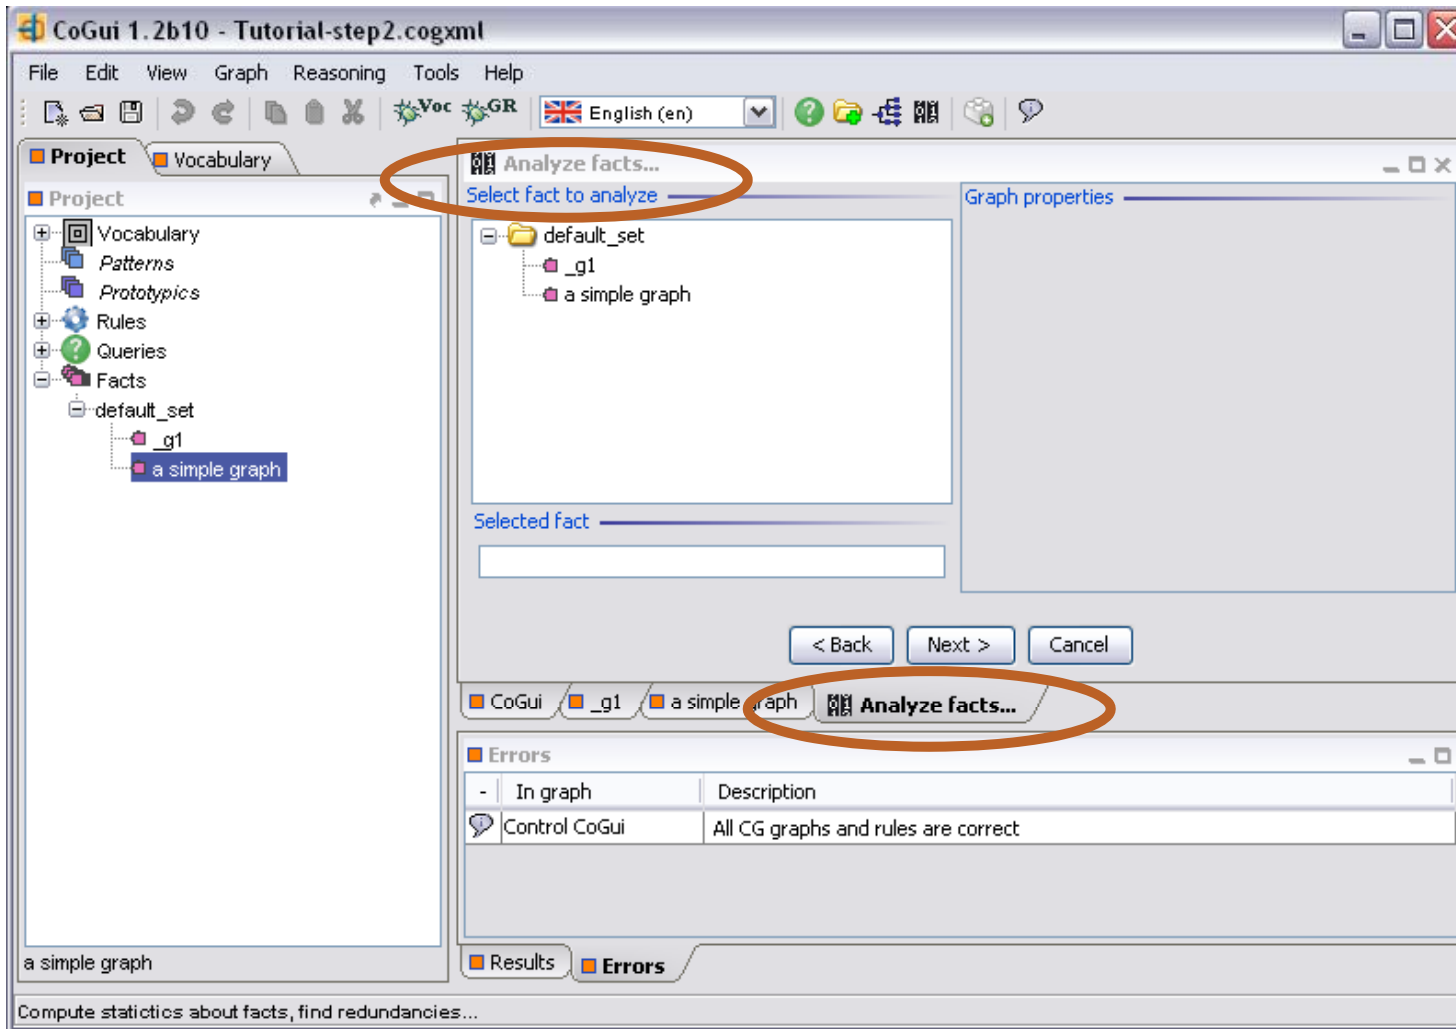 CoGui 1.2b10 - Tutorial-step2.cogxml
File Edit View Graph Reasoning Tools Help
Voc GR English (en)
Project Vocabulary
Project
Vocabulary
Patterns
Prototypics
Rules
Queries
Facts
default_set
_g1
a simple graph
a simple graph
Analyze facts...
Select fact to analyze
default_set
_g1
a simple graph
Selected fact
Graph properties
< Back Next > Cancel
CoGui _g1 a simple graph Analyze facts...
Errors
- In graph Description
Control CoGui All CG graphs and rules are correct
Results Errors
Compute statictics about facts, find redundancies...